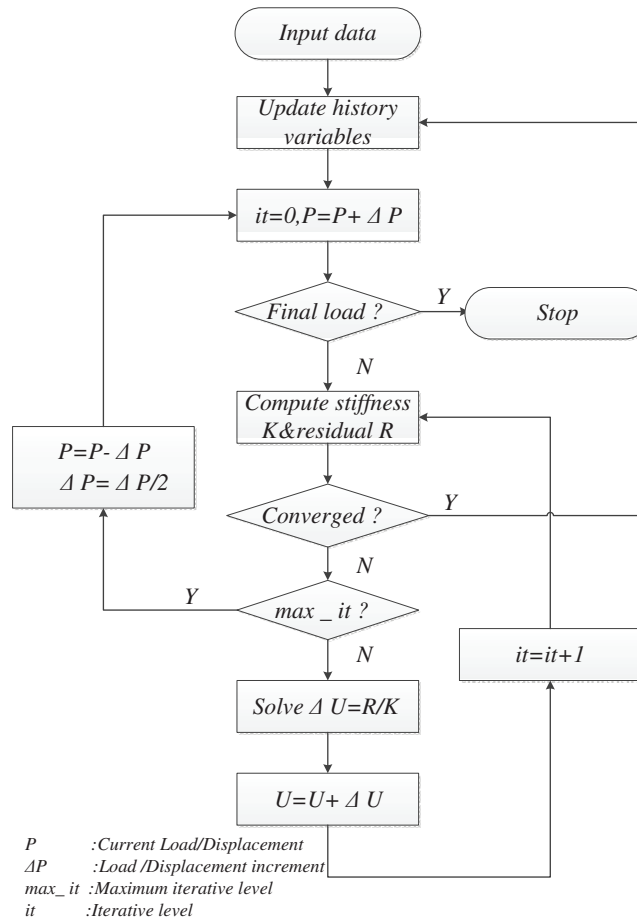 Input data
Update history
variables
it=0,P=P+ Δ P
Final load ?
Y
Stop
N
Compute stiffness
K&residual R
P=P- Δ P
Δ P= Δ P/2
Converged ?
Y
N
Y
max _ it ?
it=it+1
N
Solve Δ U=R/K
U=U+ Δ U
P :Current Load/Displacement
ΔP :Load /Displacement increment
max_ it :Maximum iterative level
it :Iterative level